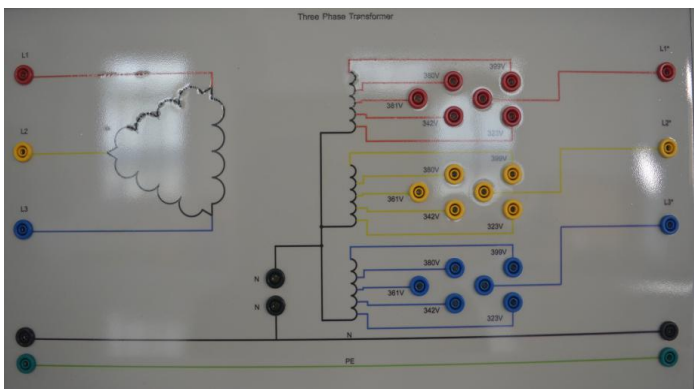 Three Phase Transformer
L1
L1*
399V
380V
361V
342V
323V
L2
L2*
399V
380V
361V
342V
323V
L3
L3*
399V
380V
361V
342V
323V
N
N
N
PE